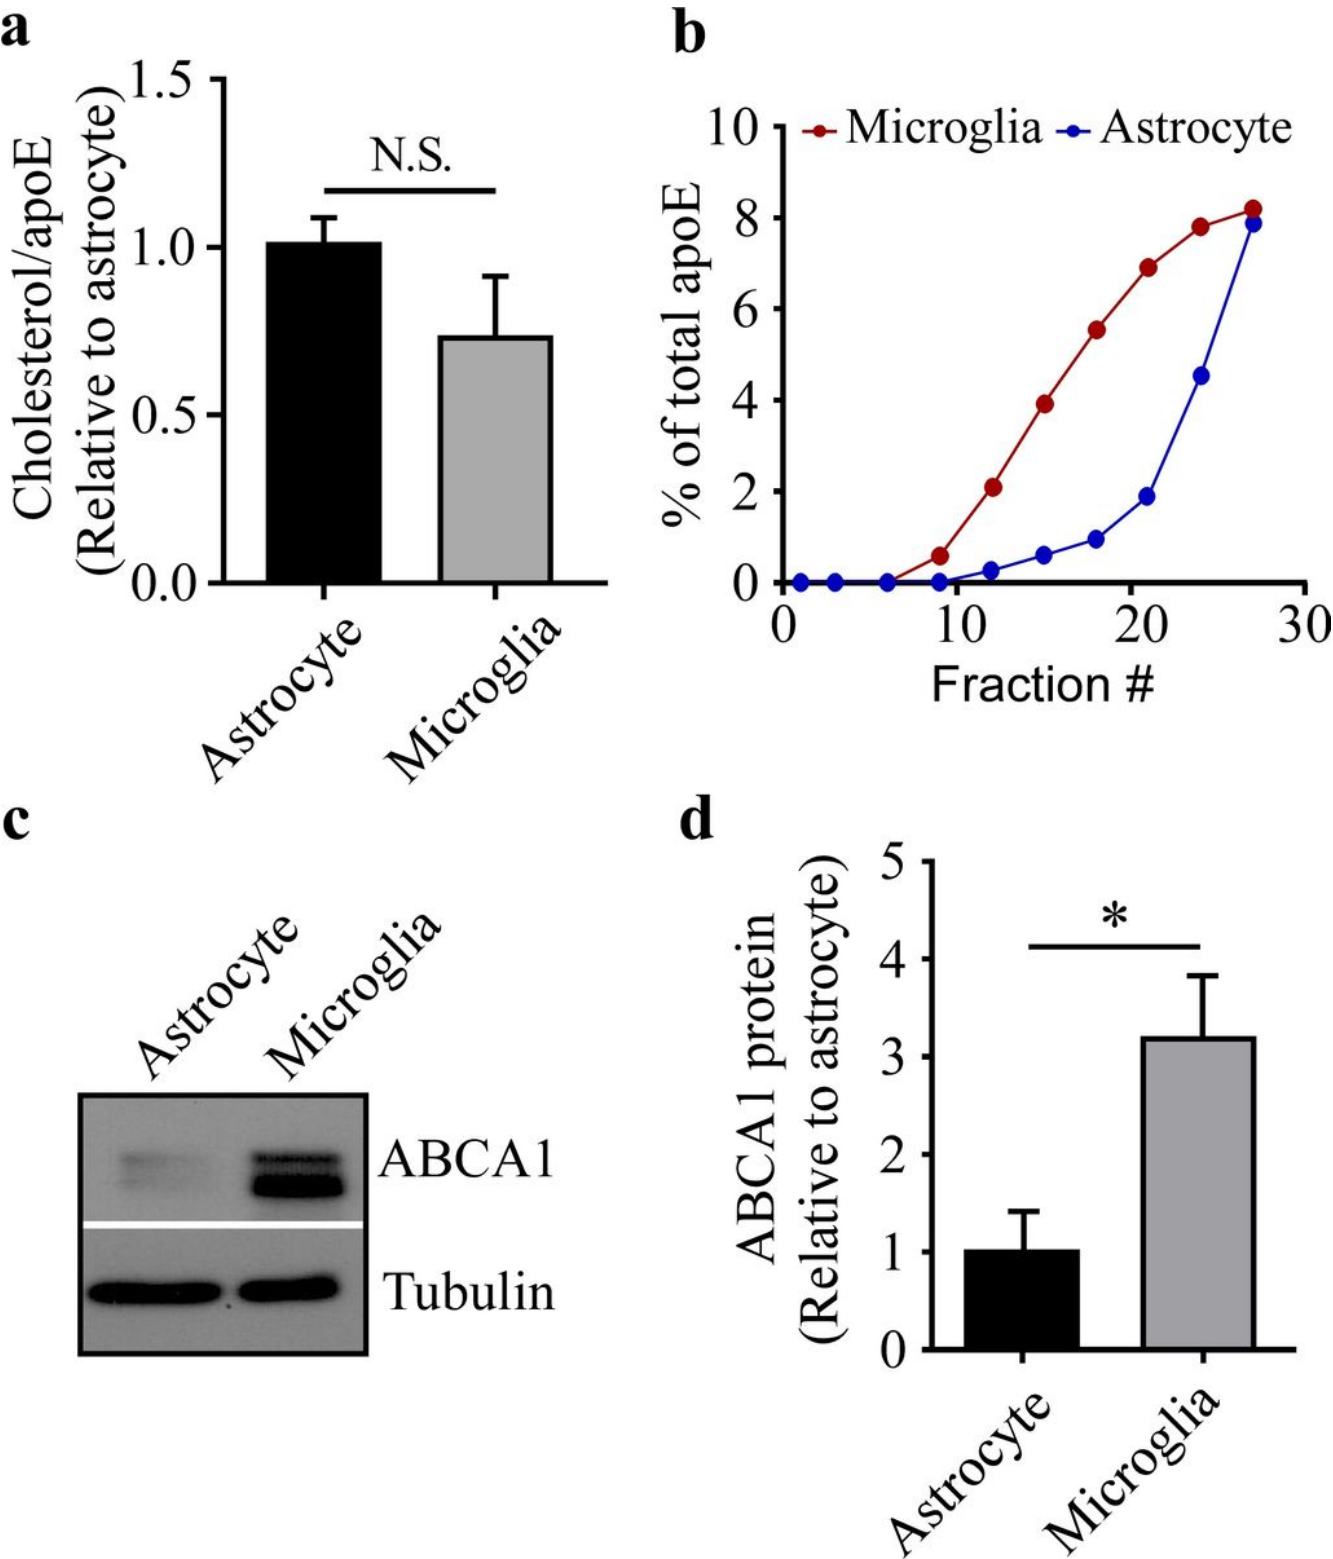 a
Cholesterol/apoE
(Relative to astrocyte)
1.5
1.0
0.5
0.0
N.S.
Astrocyte
Microglia
b
% of total apoE
10
8
6
4
2
0
Microglia
Astrocyte
0
10
20
30
Fraction #
c
Astrocyte
Microglia
ABCA1
Tubulin
d
ABCA1 protein
(Relative to astrocyte)
5
4
3
2
1
0
*
Astrocyte
Microglia